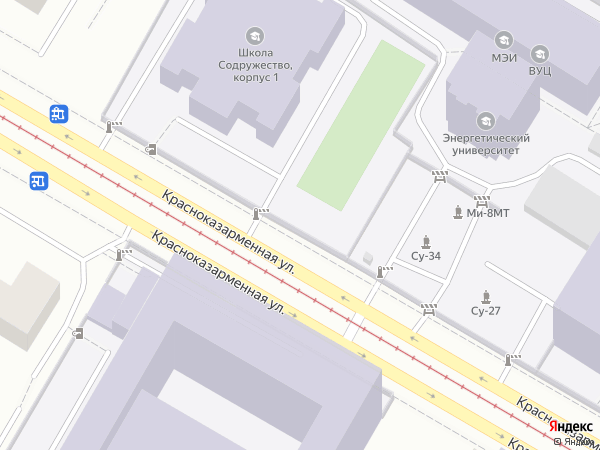 Школа
Содружество,
корпус 1
МЭИ
ВУЦ
Энергетический
университет
Ми-8МТ
Су-34
Су-27
Красноказарменная ул.
Красноказарменная ул.
Яндекс
© Яндекс